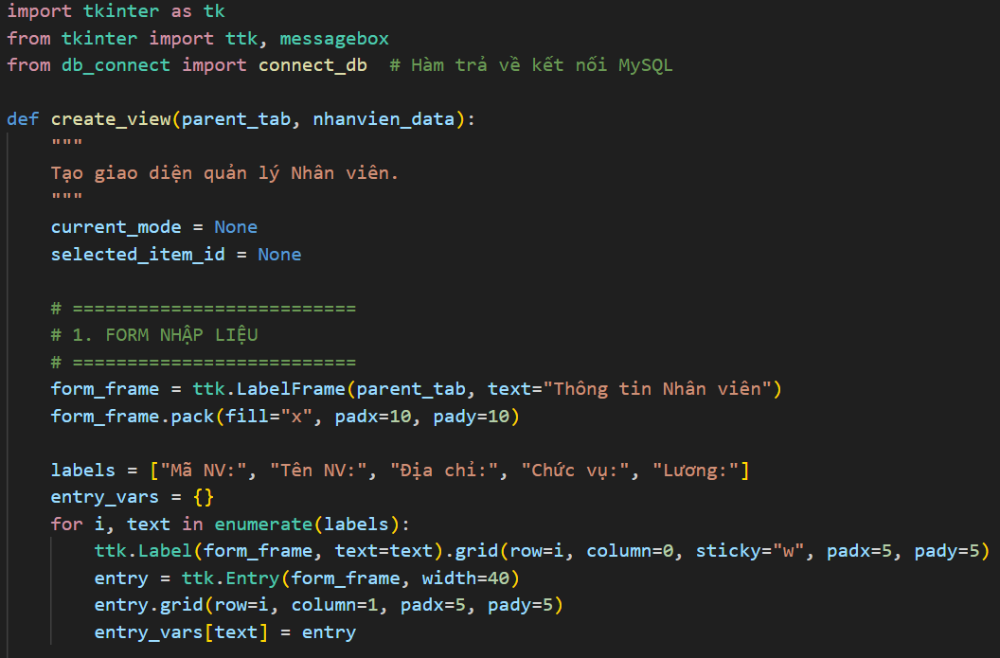 import tkinter as tk
from tkinter import ttk, messagebox
from db_connect import connect_db  # Hàm trả về kết nối MySQL

def create_view(parent_tab, nhanvien_data):
    """
    Tạo giao diện quản lý Nhân viên.
    """
    current_mode = None
    selected_item_id = None

    # ==========================
    # 1. FORM NHẬP LIỆU
    # ==========================
    form_frame = ttk.LabelFrame(parent_tab, text="Thông tin Nhân viên")
    form_frame.pack(fill="x", padx=10, pady=10)

    labels = ["Mã NV:", "Tên NV:", "Địa chỉ:", "Chức vụ:", "Lương:"]
    entry_vars = {}
    for i, text in enumerate(labels):
        ttk.Label(form_frame, text=text).grid(row=i, column=0, sticky="w", padx=5, pady=5)
        entry = ttk.Entry(form_frame, width=40)
        entry.grid(row=i, column=1, padx=5, pady=5)
        entry_vars[text] = entry